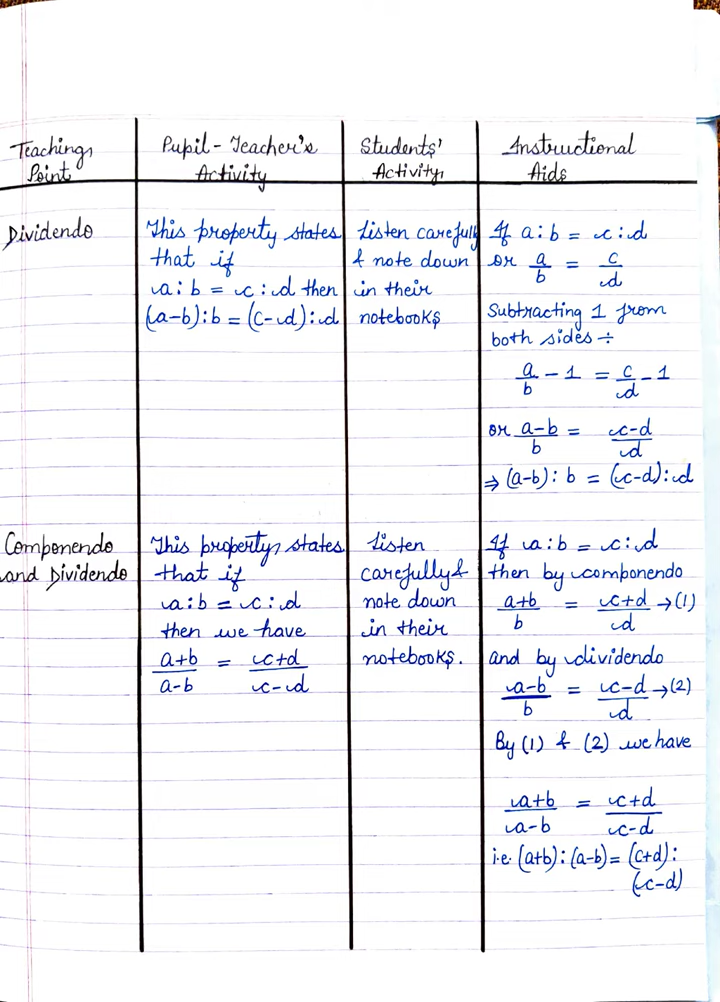 Teaching Point
Pupil-Teacher's Activity
Students' Activity
Instructional Aids
Dividendo
This property states
that if
a : b = c : d then
(a-b) : b = (c-d) : d
Listen carefully
& note down
in their
notebooks
If a : b = c : d
or a/b = c/d
Subtracting 1 from
both sides ÷
a/b - 1 = c/d - 1
or a-b/b = c-d/d
⇒ (a-b) : b = (c-d) : d
Componendo
and Dividendo
This property states
that if
a : b = c : d
then we have
a+b/a-b = c+d/c-d
Listen
carefully &
note down
in their
notebooks.
If a : b = c : d
then by componendo
a+b/b = c+d/d → (1)
and by dividendo
a-b/b = c-d/d → (2)
By (1) & (2) we have
a+b/a-b = c+d/c-d
i.e. (a+b) : (a-b) = (c+d) :
(c-d)